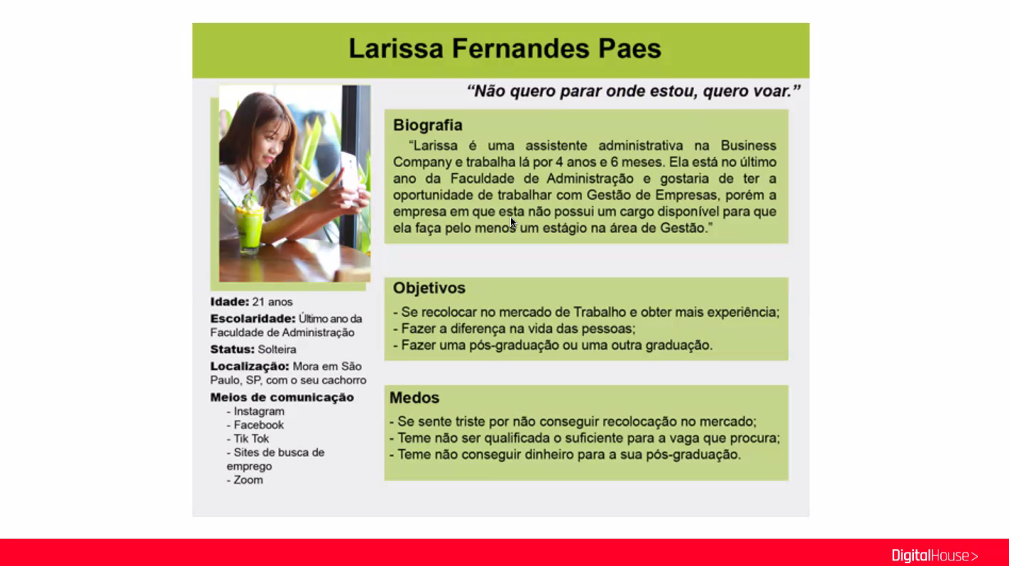 Larissa Fernandes Paes
“Não quero parar onde estou, quero voar.”
Biografia
“Larissa é uma assistente administrativa na Business
Company e trabalha lá por 4 anos e 6 meses. Ela está no último
ano da Faculdade de Administração e gostaria de ter a
oportunidade de trabalhar com Gestão de Empresas, porém a
empresa em que esta não possui um cargo disponível para que
ela faça pelo menos um estágio na área de Gestão.”
Objetivos
- Se recolocar no mercado de Trabalho e obter mais experiência;
- Fazer a diferença na vida das pessoas;
- Fazer uma pós-graduação ou uma outra graduação.
Medos
- Se sente triste por não conseguir recolocação no mercado;
- Teme não ser qualificada o suficiente para a vaga que procura;
- Teme não conseguir dinheiro para a sua pós-graduação.
Idade: 21 anos
Escolaridade: Último ano da
Faculdade de Administração
Status: Solteira
Localização: Mora em São
Paulo, SP, com o seu cachorro
Meios de comunicação
- Instagram
- Facebook
- Tik Tok
- Sites de busca de
emprego
- Zoom
DigitalHouse>